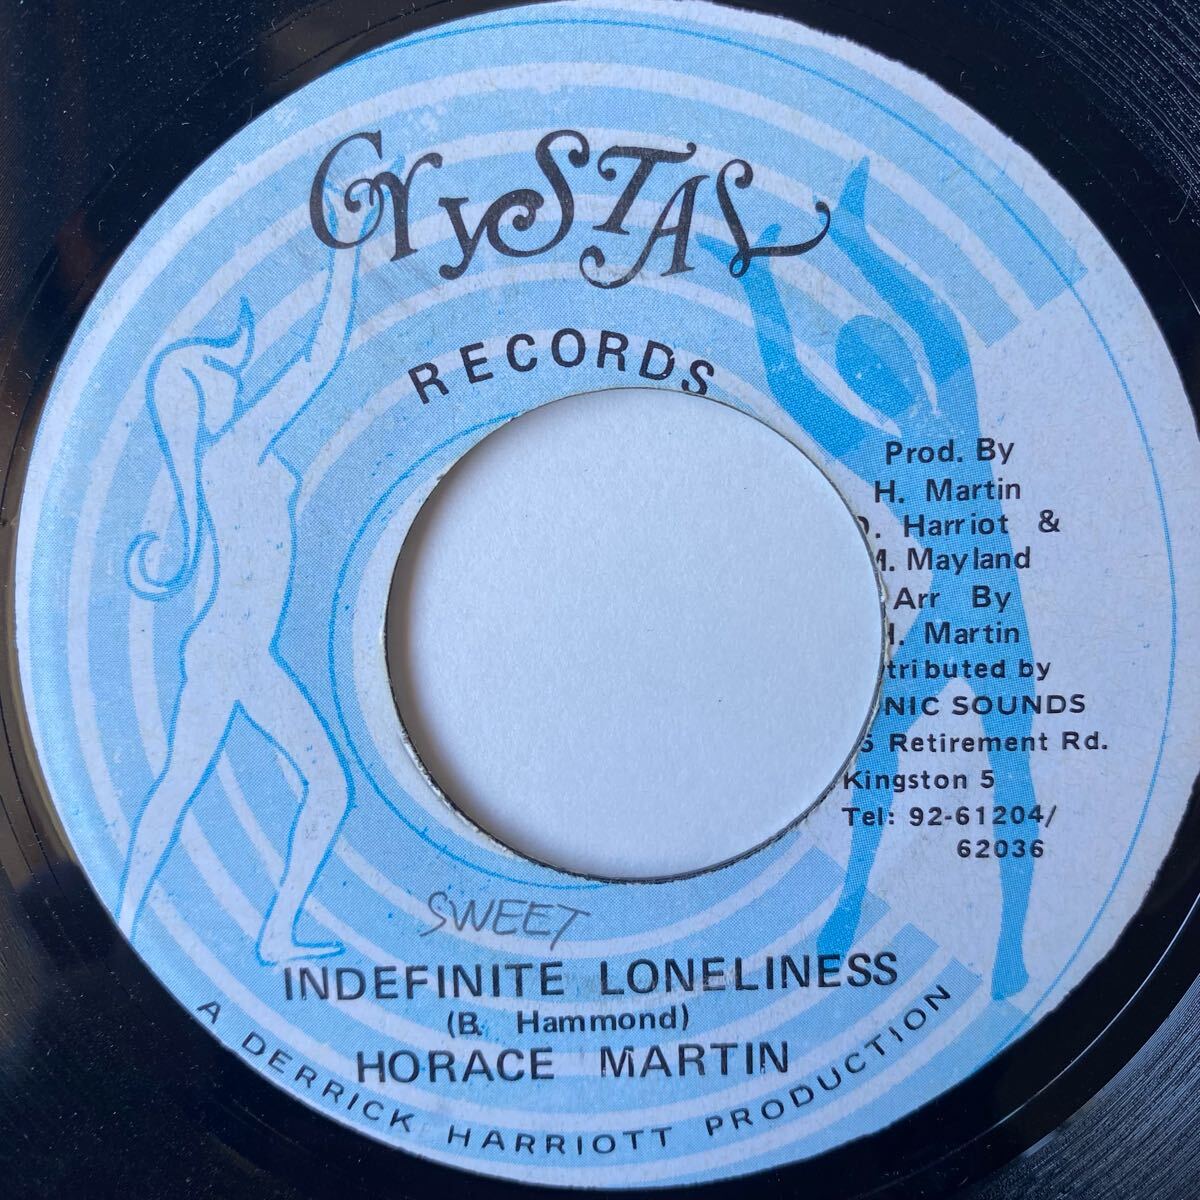 CRYSTAL
RECORDS
Prod. By
H. Martin
D. Harriot &
M. Mayland
Arr By
H. Martin
tributed by
NIC SOUNDS
5 Retirement Rd.
Kingston 5
Tel: 92-61204/
62036
SWEET
INDEFINITE LONELINESS
(B. Hammond)
HORACE MARTIN
A DERRICK HARRIOTT PRODUCTION